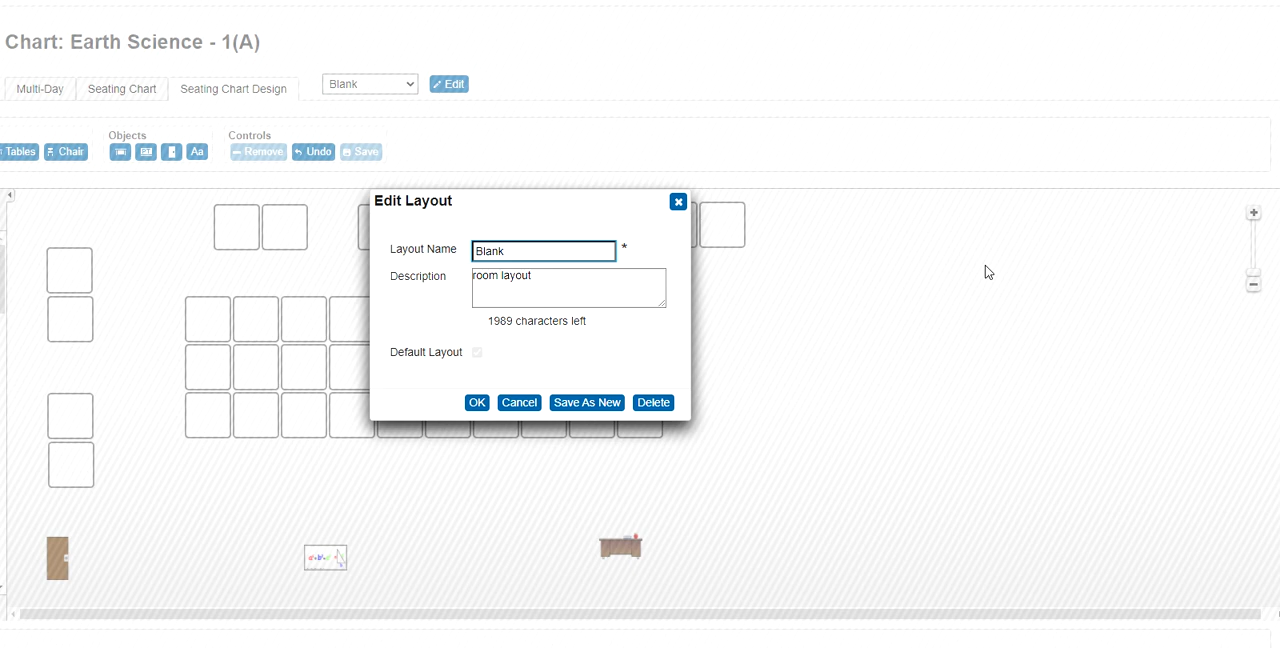 Chart: Earth Science - 1(A)
Multi-Day
Seating Chart
Seating Chart Design
Blank
Edit
Objects
Controls
Tables
Chair
Aa
Remove
Undo
Save
Edit Layout
Layout Name
Blank
*
Description
room layout
1989 characters left
Default Layout
OK
Cancel
Save As New
Delete